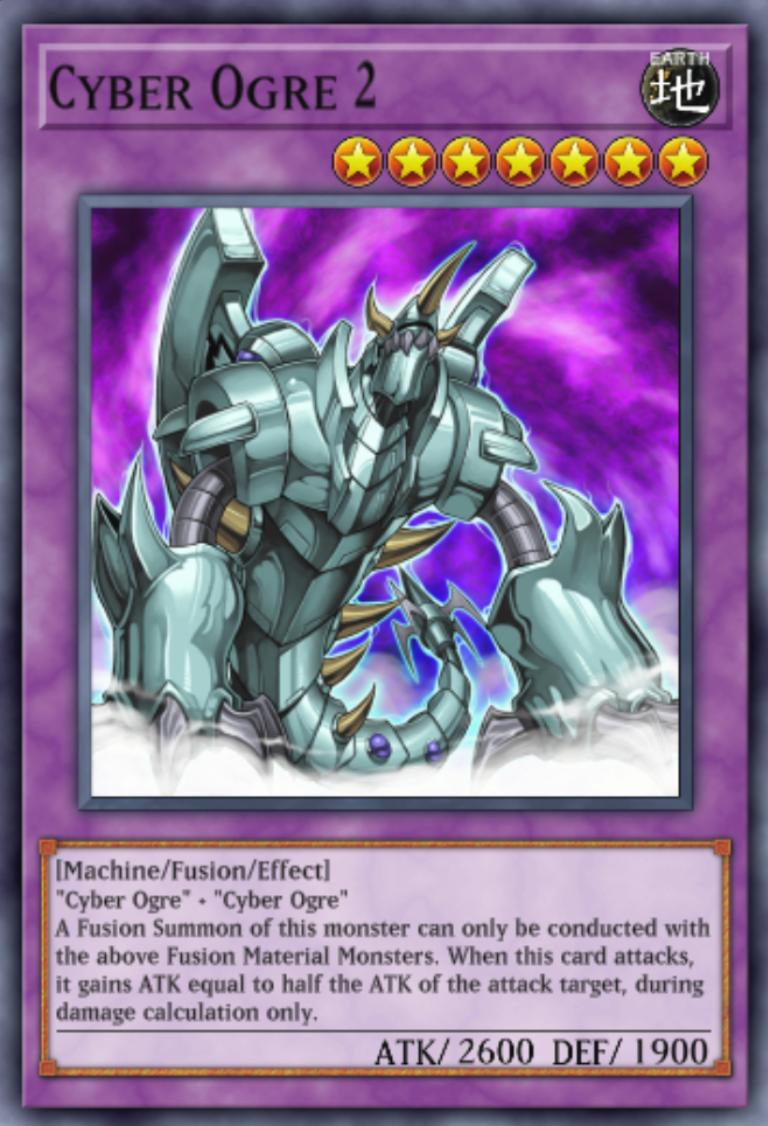 CYBER OGRE 2
EARTH
地
[Machine/Fusion/Effect]
"Cyber Ogre" + "Cyber Ogre"
A Fusion Summon of this monster can only be conducted with
the above Fusion Material Monsters. When this card attacks,
it gains ATK equal to half the ATK of the attack target, during
damage calculation only.
ATK/ 2600 DEF/ 1900